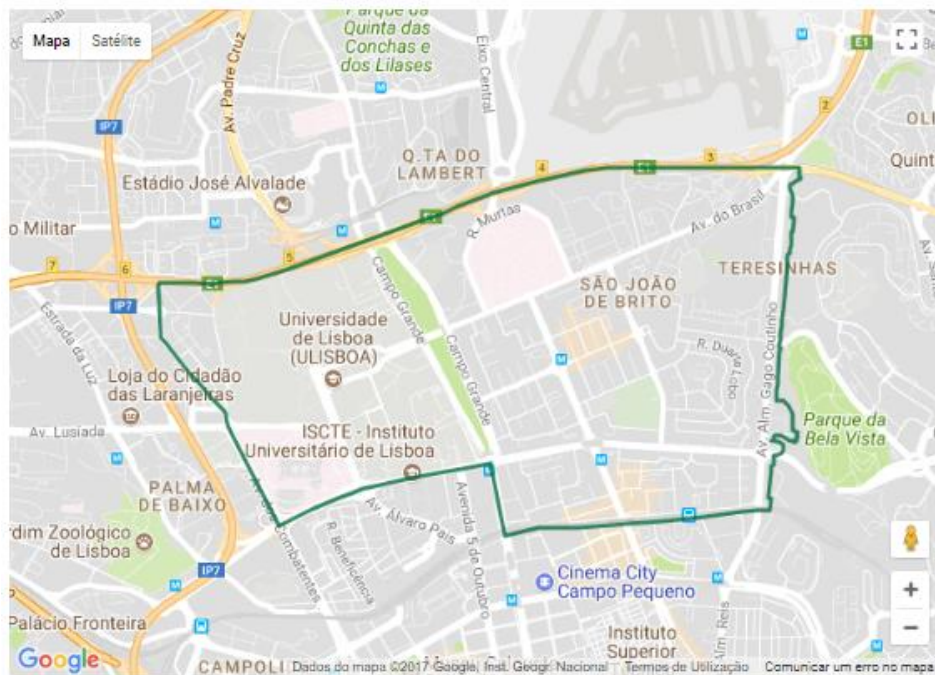 Mapa
Satélite
Parque da
Quinta das
Conchas e
dos Lilases
Eixo Central
Av. Padre Cruz
E1
2
IP7
OLI
Q.TA DO
LAMBERT
4
E1
3
Quint
Estádio José Alvalade
R. Murtas
Av. do Brasil
o Militar
5
7
6
TERESINHAS
SÃO JOÃO
DE BRITO
IP7
Campo Grande
Universidade
de Lisboa
(ULISBOA)
Estrada da Luz
Campo Grande
R. Duarte Lobo
Av. Alm. Gago Coutinho
Loja do Cidadão
das Laranjeiras
Parque da
Bela Vista
Av. Lusiada
ISCTE - Instituto
Universitário de Lisboa
PALMA
DE BAIXO
Avenida 5 de Outubro
Av. Álvaro Pais
R. Beneficência
Combatentes
rdim Zoológico
de Lisboa
IP7
Cinema City
Campo Pequeno
Alm. Reis
Palácio Fronteira
Instituto
Superior
Google
CAMPOLI
Dados do mapa ©2017 Google, Inst. Geogr. Nacional
Termos de Utilização
Comunicar um erro no mapa